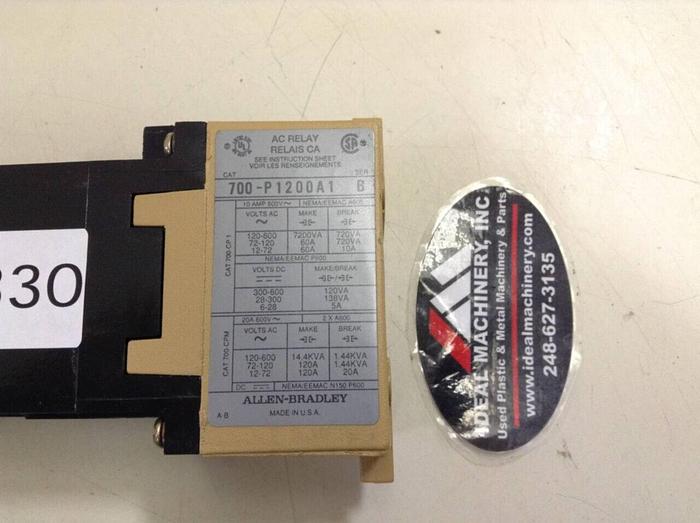 330
AC RELAY
RELAIS CA
SEE INSTRUCTION SHEET
VOIR LES RENSEIGNEMENTS
CAT SER
700-P1200A1 B
10 AMP 600V~ NEMA/EEMAC A600
VOLTS AC MAKE BREAK
120-600 7200VA 720VA
72-120 60A 720VA
12-72 60A 10A
CAT 700-CP1
NEMA/EEMAC P600
VOLTS DC MAKE/BREAK
300-600 120VA
28-300 138VA
6-28 5A
20A-600V~ 2 X A600
VOLTS AC MAKE BREAK
120-600 14.4KVA 1.44KVA
72-120 120A 1.44KVA
12-72 120A 20A
CAT 700-CPM
DC NEMA/EEMAC N150 P600
ALLEN-BRADLEY
A-B MADE IN U.S.A.
IDEAL MACHINERY, INC.
Used Plastic & Metal Machinery & Parts
www.idealmachinery.com
248-627-3135